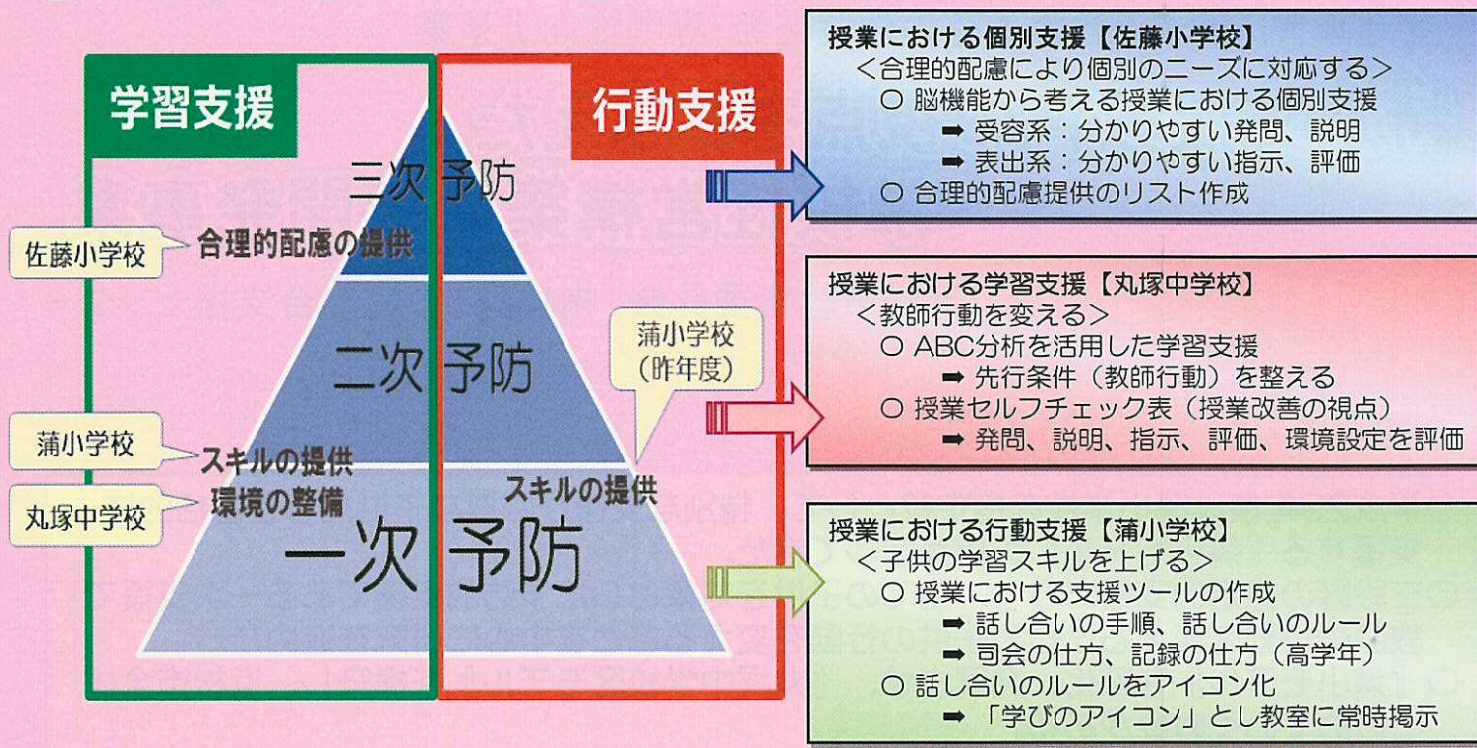 学習支援
行動支援
三次 予防
佐藤小学校
合理的配慮の提供
二次 予防
蒲小学校
(昨年度)
蒲小学校
スキルの提供
丸塚中学校
環境の整備
スキルの提供
一次 予防
授業における個別支援【佐藤小学校】
<合理的配慮により個別のニーズに対応する>
○ 脳機能から考える授業における個別支援
➡ 受容系:分かりやすい発問、説明
➡ 表出系:分かりやすい指示、評価
○ 合理的配慮提供のリスト作成
授業における学習支援【丸塚中学校】
<教師行動を変える>
○ ABC分析を活用した学習支援
➡ 先行条件(教師行動)を整える
○ 授業セルフチェック表(授業改善の視点)
➡ 発問、説明、指示、評価、環境設定を評価
授業における行動支援【蒲小学校】
<子供の学習スキルを上げる>
○ 授業における支援ツールの作成
➡ 話し合いの手順、話し合いのルール
➡ 司会の仕方、記録の仕方(高学年)
○ 話し合いのルールをアイコン化
➡ 「学びのアイコン」とし教室に常時掲示